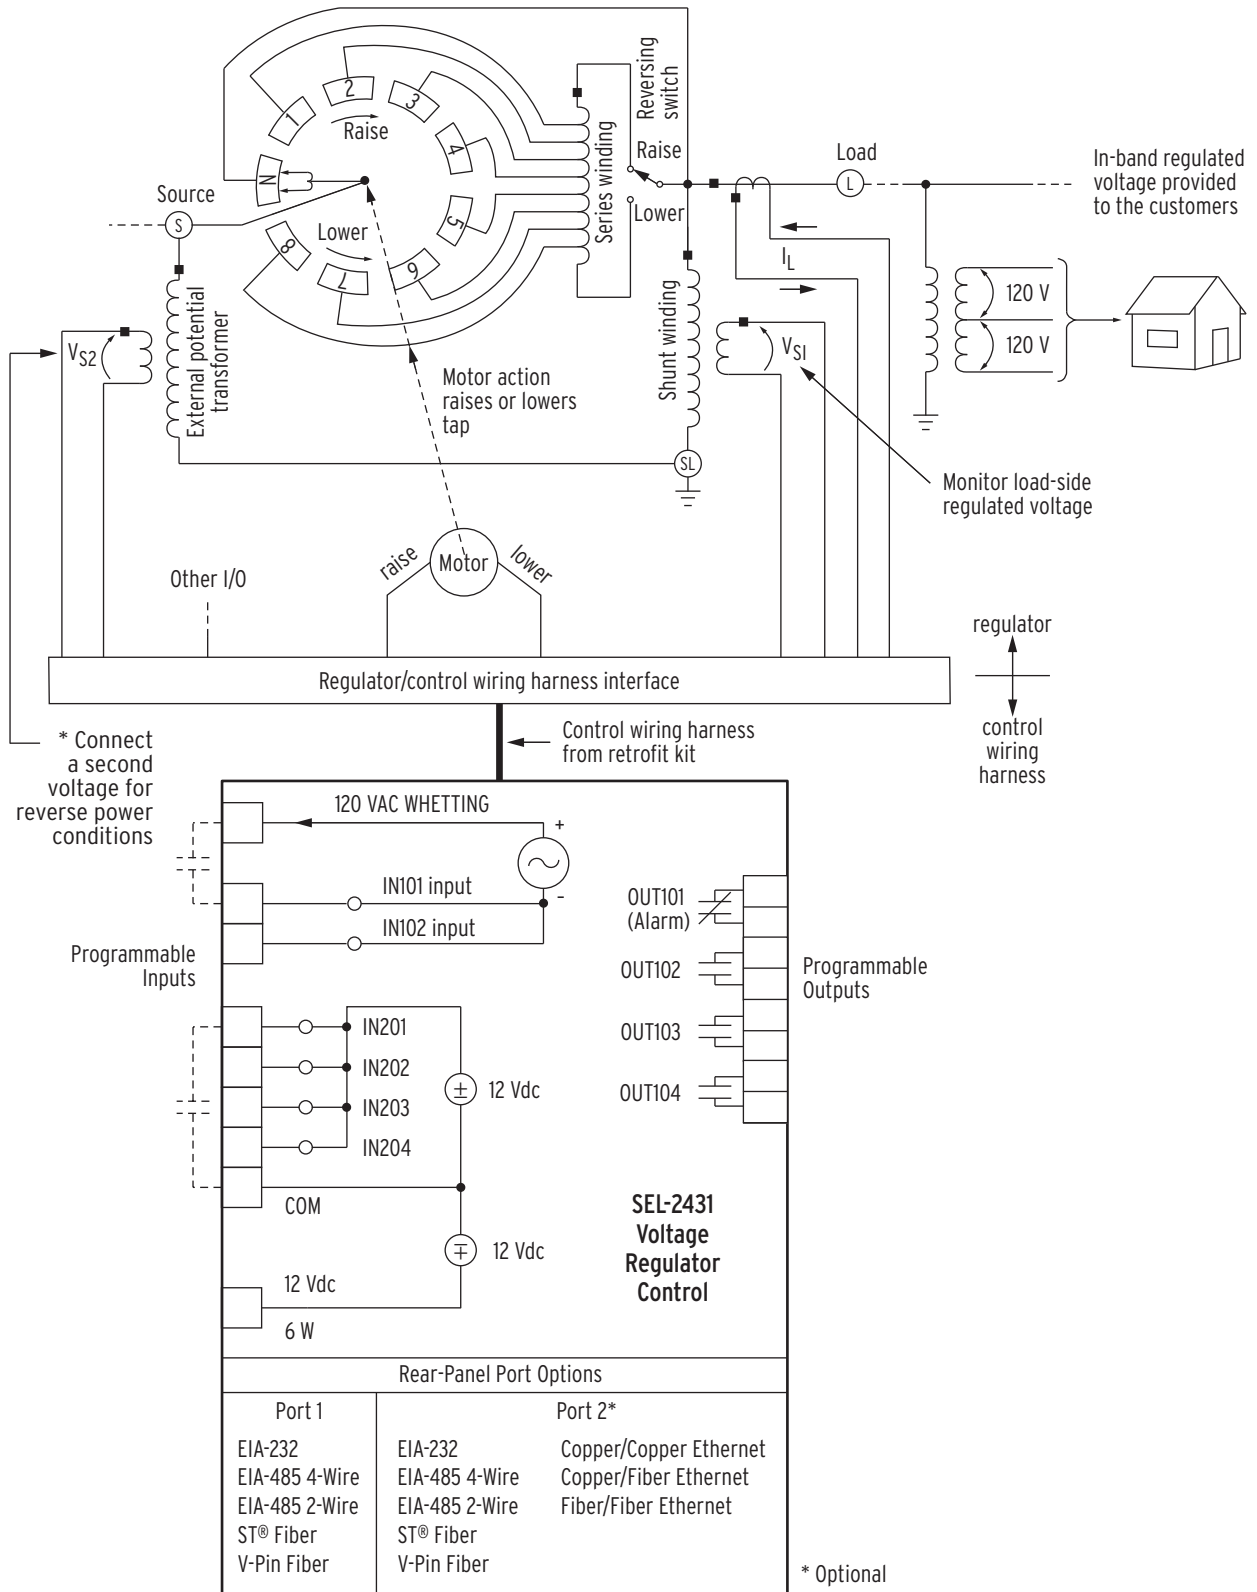 1
2
3
4
5
6
7
8
N
Raise
Lower
Source
S
Series winding
Reversing
switch
Raise
Lower
Load
L
In-band regulated
voltage provided
to the customers
IL
120 V
120 V
VS2
External potential
transformer
Motor action
raises or lowers
tap
Shunt winding
VS1
SL
Monitor load-side
regulated voltage
raise
Motor
lower
Other I/O
regulator
Regulator/control wiring harness interface
control
wiring
harness
* Connect
a second
voltage for
reverse power
conditions
Control wiring harness
from retrofit kit
120 VAC WHETTING
+
-
IN101 input
IN102 input
Programmable
Inputs
OUT101
(Alarm)
OUT102
OUT103
OUT104
Programmable
Outputs
IN201
IN202
IN203
IN204
± 12 Vdc
COM
∓ 12 Vdc
12 Vdc
6 W
SEL-2431
Voltage
Regulator
Control
Rear-Panel Port Options
Port 1
EIA-232
EIA-485 4-Wire
EIA-485 2-Wire
ST® Fiber
V-Pin Fiber
Port 2*
EIA-232
EIA-485 4-Wire
EIA-485 2-Wire
ST® Fiber
V-Pin Fiber
Copper/Copper Ethernet
Copper/Fiber Ethernet
Fiber/Fiber Ethernet
* Optional